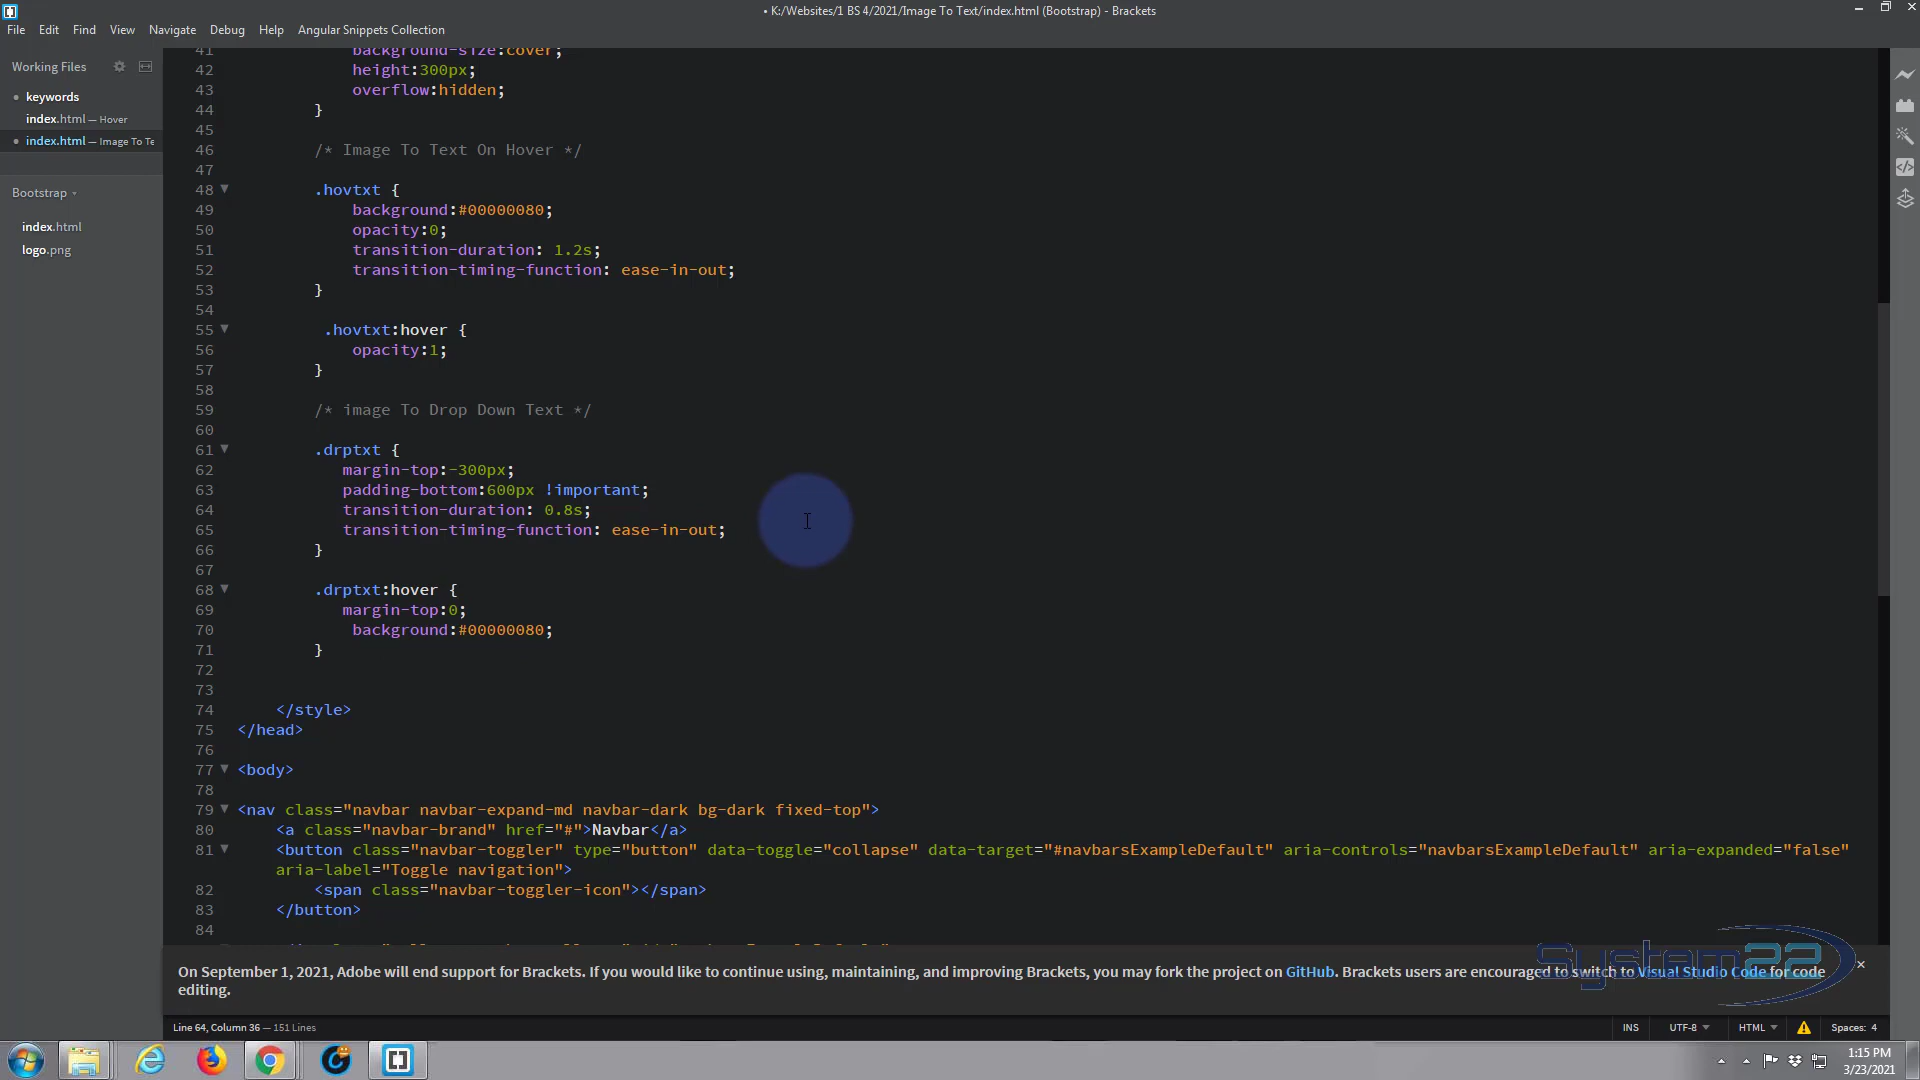 • K:/Websites/1 BS 4/2021/Image To Text/index.html (Bootstrap) - Brackets
File Edit Find View Navigate Debug Help Angular Snippets Collection
Working Files
• keywords
index.html — Hover
• index.html — Image To Te
Bootstrap
index.html
logo.png
41 background-size:cover;
42 height:300px;
43 overflow:hidden;
44 }
45
46 /* Image To Text On Hover */
47
48 .hovtxt {
49 background:#00000080;
50 opacity:0;
51 transition-duration: 1.2s;
52 transition-timing-function: ease-in-out;
53 }
54
55 .hovtxt:hover {
56 opacity:1;
57 }
58
59 /* image To Drop Down Text */
60
61 .drptxt {
62 margin-top:-300px;
63 padding-bottom:600px !important;
64 transition-duration: 0.8s;
65 transition-timing-function: ease-in-out;
66 }
67
68 .drptxt:hover {
69 margin-top:0;
70 background:#00000080;
71 }
72
73
74 </style>
75 </head>
76
77 <body>
78
79 <nav class="navbar navbar-expand-md navbar-dark bg-dark fixed-top">
80 <a class="navbar-brand" href="#">Navbar</a>
81 <button class="navbar-toggler" type="button" data-toggle="collapse" data-target="#navbarsExampleDefault" aria-controls="navbarsExampleDefault" aria-expanded="false"
aria-label="Toggle navigation">
82 <span class="navbar-toggler-icon"></span>
83 </button>
84
On September 1, 2021, Adobe will end support for Brackets. If you would like to continue using, maintaining, and improving Brackets, you may fork the project on GitHub. Brackets users are encouraged to switch to Visual Studio Code for code
editing.
System22
Line 64, Column 36 — 151 Lines
INS UTF-8 HTML Spaces: 4
1:15 PM
3/23/2021